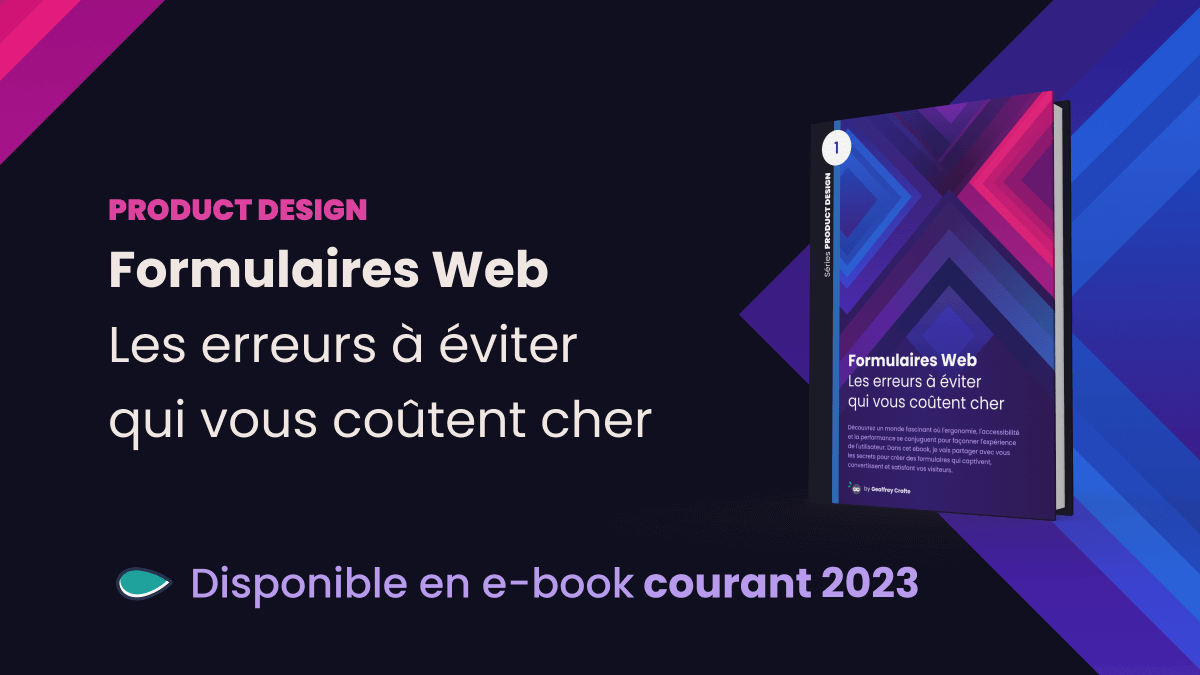 PRODUCT DESIGN
Formulaires Web
Les erreurs à éviter
qui vous coûtent cher
Disponible en e-book courant 2023
1
Séries PRODUCT DESIGN
Formulaires Web
Les erreurs à éviter
qui vous coûtent cher
Découvrez un monde fascinant où l'ergonomie, l'accessibilité
et la performance se conjuguent pour façonner l'expérience
de l'utilisateur. Dans cet ebook, je vais partager avec vous
les secrets pour créer des formulaires qui captivent,
convertissent et satisfont vos visiteurs.
by Geoffrey Crofte